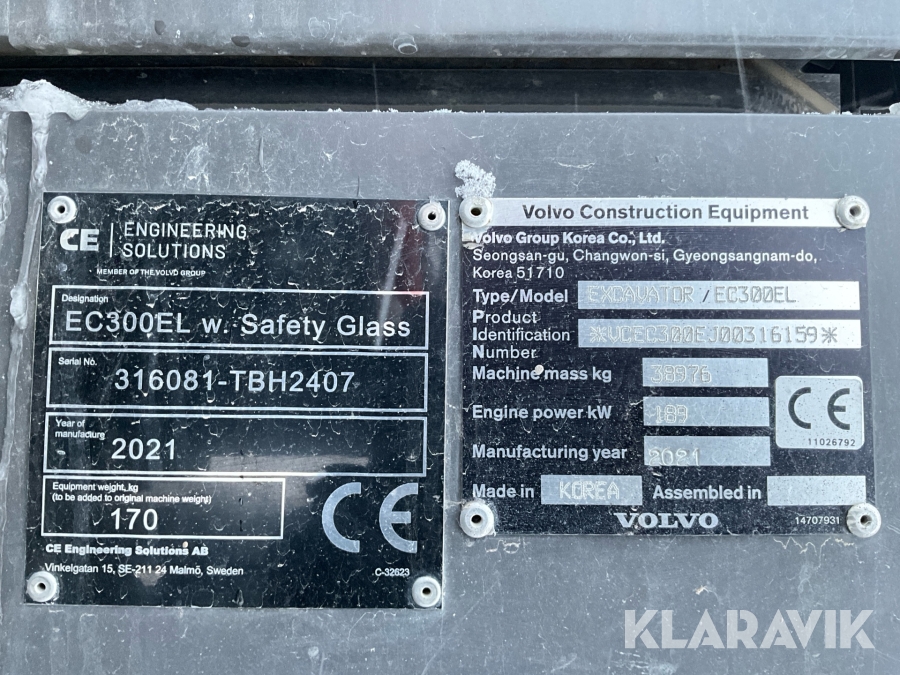 CE ENGINEERING
SOLUTIONS
MEMBER OF THE VOLVO GROUP
Designation
EC300EL w. Safety Glass
Serial No.
316081-TBH2407
Year of
manufacture
2021
Equipment weight, kg
(to be added to original machine weight)
170
CE
CE Engineering Solutions AB
Vinkelgatan 15, SE-211 24 Malmö, Sweden
C-32623
Volvo Construction Equipment
Volvo Group Korea Co., Ltd.
Seongsan-gu, Changwon-si, Gyeongsangnam-do,
Korea 51710
Type/Model EXCAVATOR /EC300EL
Product
Identification *VCEC300EJ00316159*
Number
Machine mass kg 38976
Engine power kW 189
Manufacturing year 2021
CE
11026792
Made in KOREA Assembled in
VOLVO
14707931
KLARAVIK